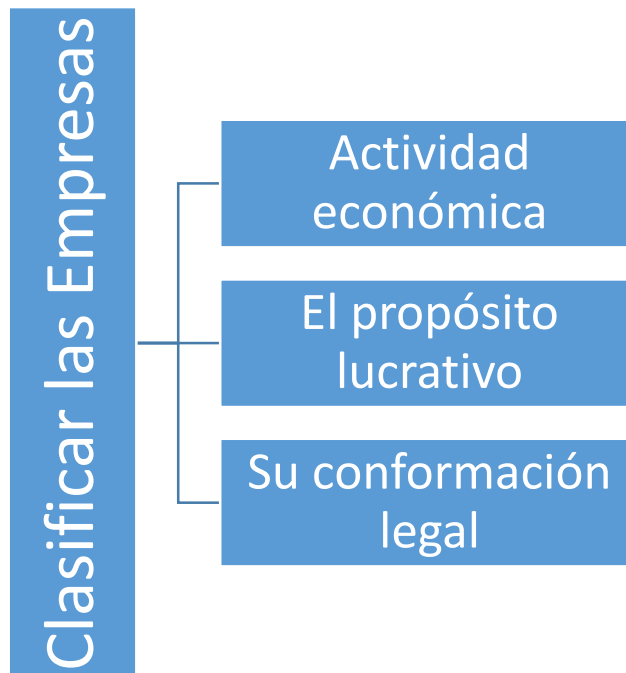 Clasificar las Empresas
Actividad
económica
El propósito
lucrativo
Su conformación
legal